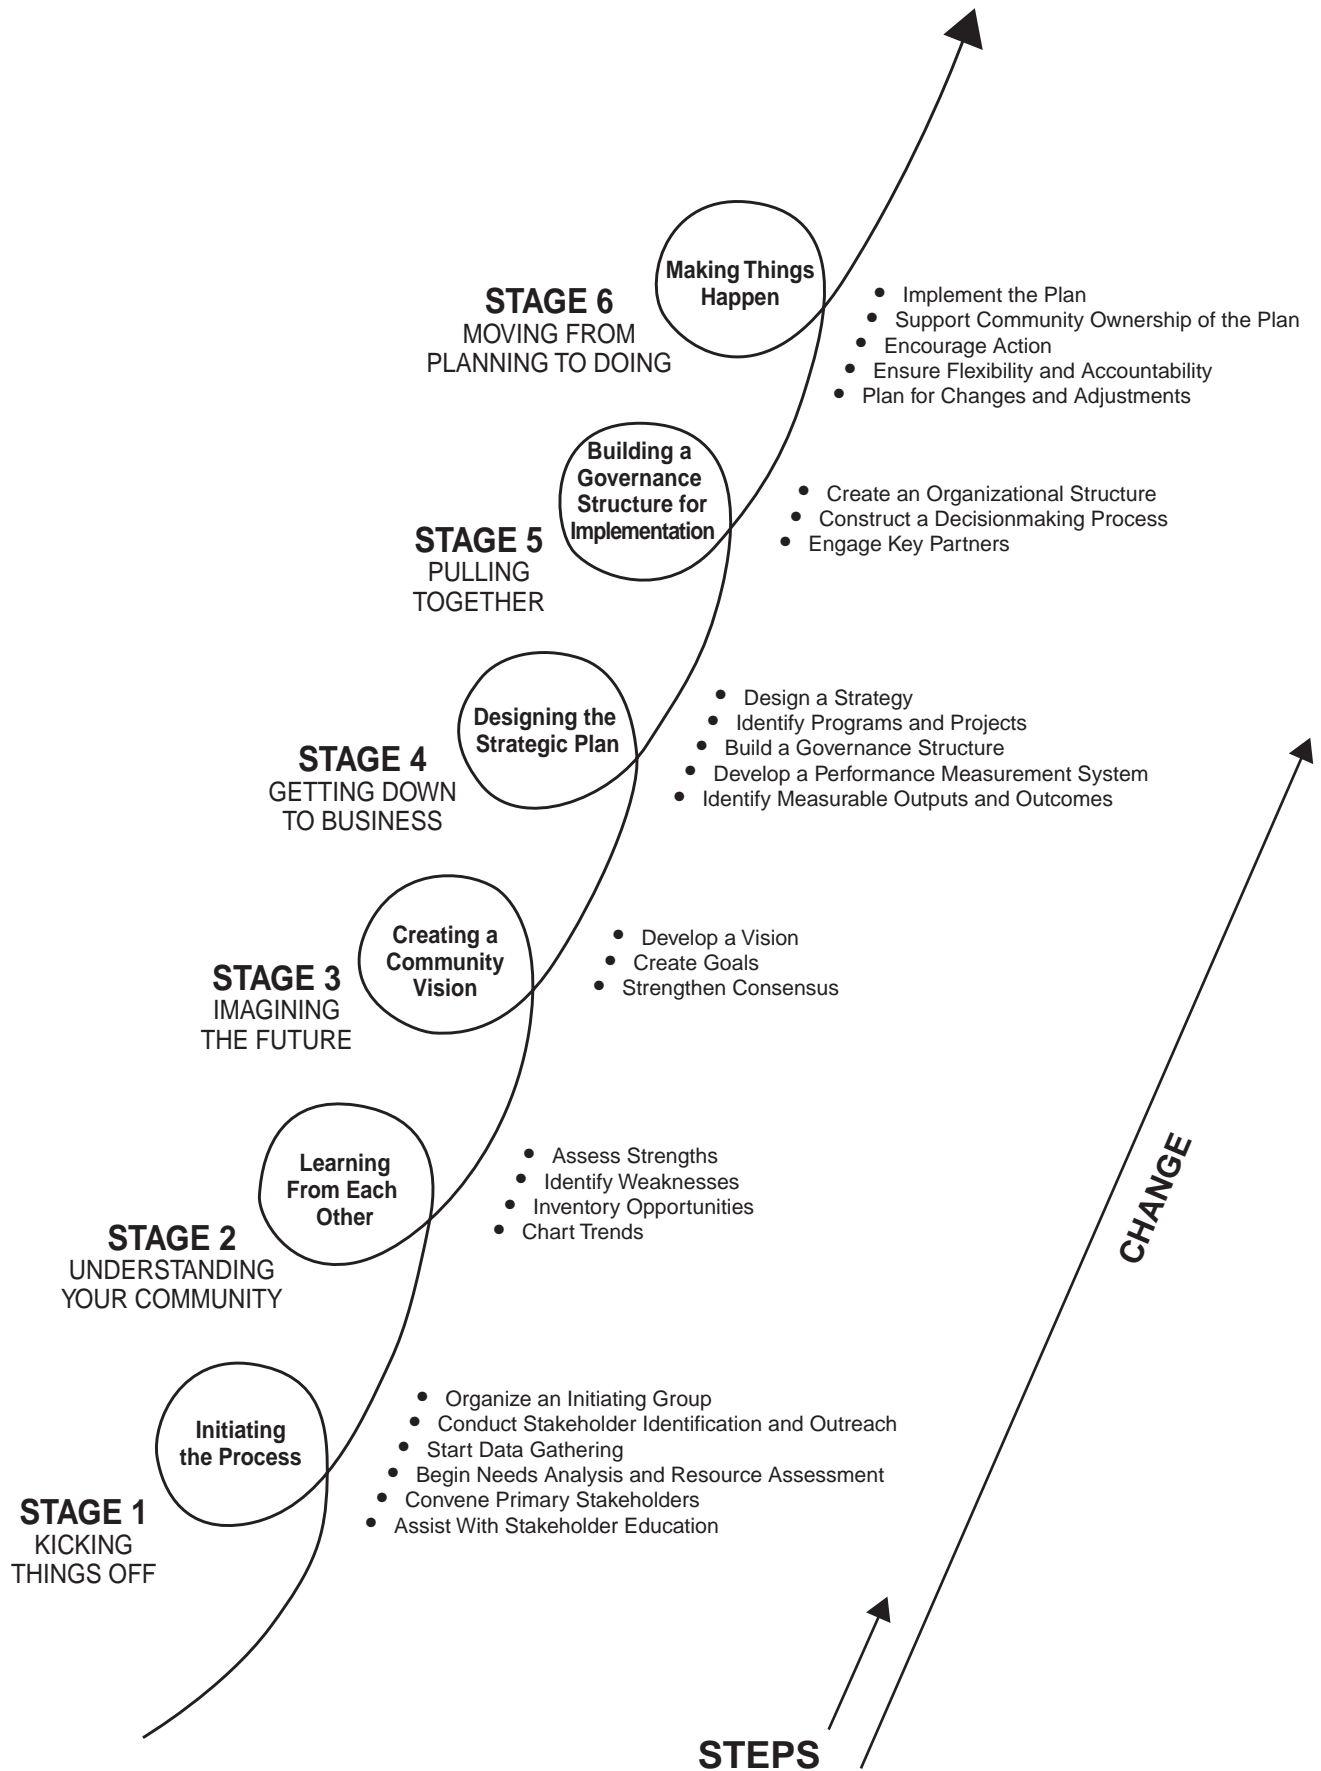 Making Things
Happen
STAGE 6
MOVING FROM
PLANNING TO DOING
• Implement the Plan
• Support Community Ownership of the Plan
• Encourage Action
• Ensure Flexibility and Accountability
• Plan for Changes and Adjustments
Building a
Governance
Structure for
Implementation
STAGE 5
PULLING
TOGETHER
• Create an Organizational Structure
• Construct a Decisionmaking Process
• Engage Key Partners
Designing the
Strategic Plan
STAGE 4
GETTING DOWN
TO BUSINESS
• Design a Strategy
• Identify Programs and Projects
• Build a Governance Structure
• Develop a Performance Measurement System
• Identify Measurable Outputs and Outcomes
Creating a
Community
Vision
STAGE 3
IMAGINING
THE FUTURE
• Develop a Vision
• Create Goals
• Strengthen Consensus
Learning
From Each
Other
STAGE 2
UNDERSTANDING
YOUR COMMUNITY
• Assess Strengths
• Identify Weaknesses
• Inventory Opportunities
• Chart Trends
CHANGE
Initiating
the Process
STAGE 1
KICKING
THINGS OFF
• Organize an Initiating Group
• Conduct Stakeholder Identification and Outreach
• Start Data Gathering
• Begin Needs Analysis and Resource Assessment
• Convene Primary Stakeholders
• Assist With Stakeholder Education
STEPS